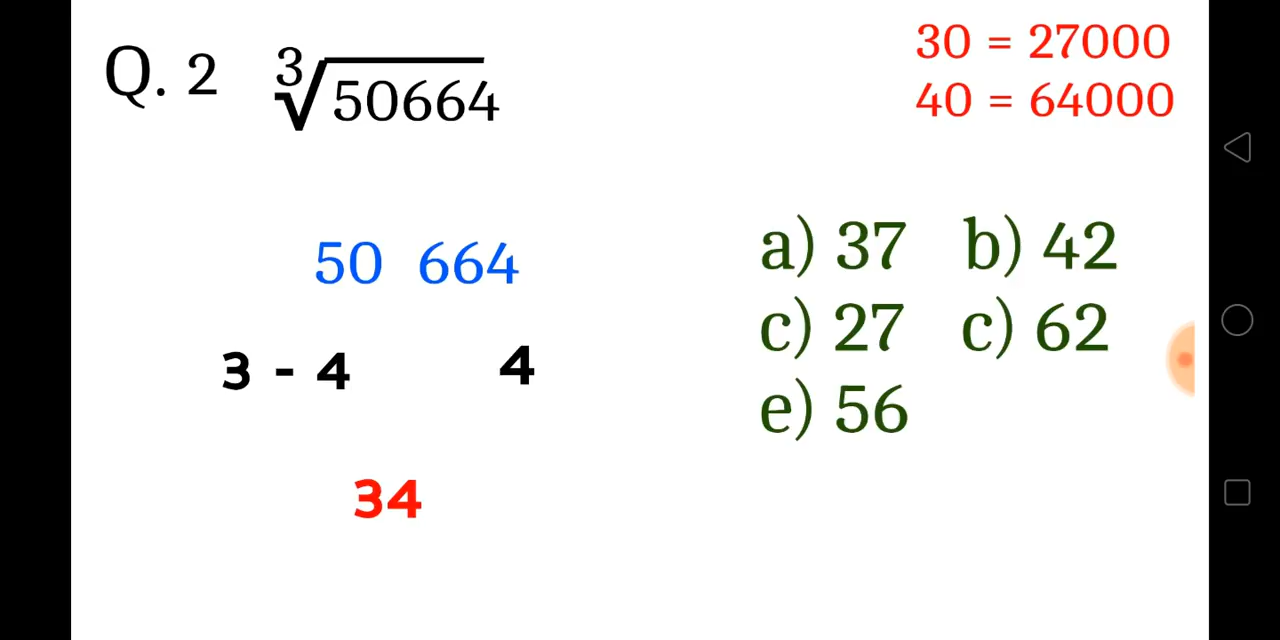 Q. 2 ∛50664
30 = 27000
40 = 64000
50 664
3 - 4 4
34
a) 37 b) 42
c) 27 c) 62
e) 56